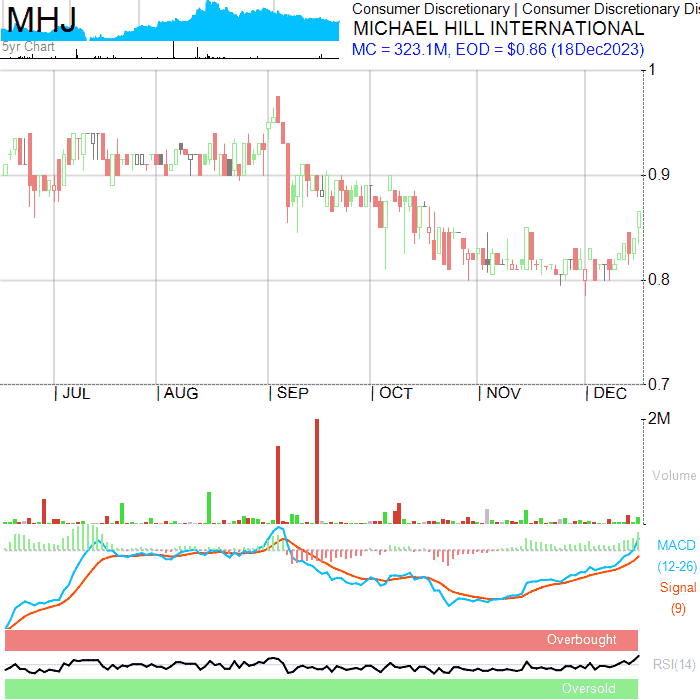 MHJ
5yr Chart
Consumer Discretionary | Consumer Discretionary Dis
MICHAEL HILL INTERNATIONAL
MC = 323.1M, EOD = $0.86 (18Dec2023)
1
0.9
0.8
0.7
| JUL | AUG | SEP | OCT | NOV | DEC
2M
Volume
MACD
(12-26)
Signal
(9)
Overbought
RSI(14)
Oversold